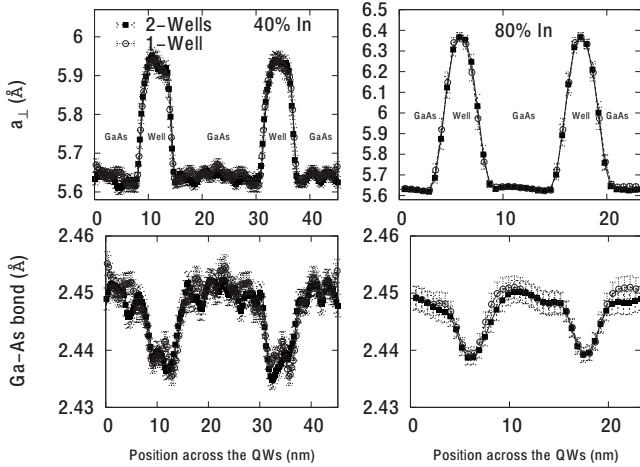 2-Wells 40% In
1-Well
80% In
a⊥ (Å)
6
5.9
5.8
5.7
5.6
GaAs Well GaAs Well GaAs
0 10 20 30 40
6.5
6.4
6.3
6.2
6.1
6
5.9
5.8
5.7
5.6
GaAs Well GaAs Well GaAs
0 10 20
Ga-As bond (Å)
2.46
2.45
2.44
2.43
0 10 20 30 40
Position across the QWs (nm)
2.46
2.45
2.44
2.43
0 10 20
Position across the QWs (nm)